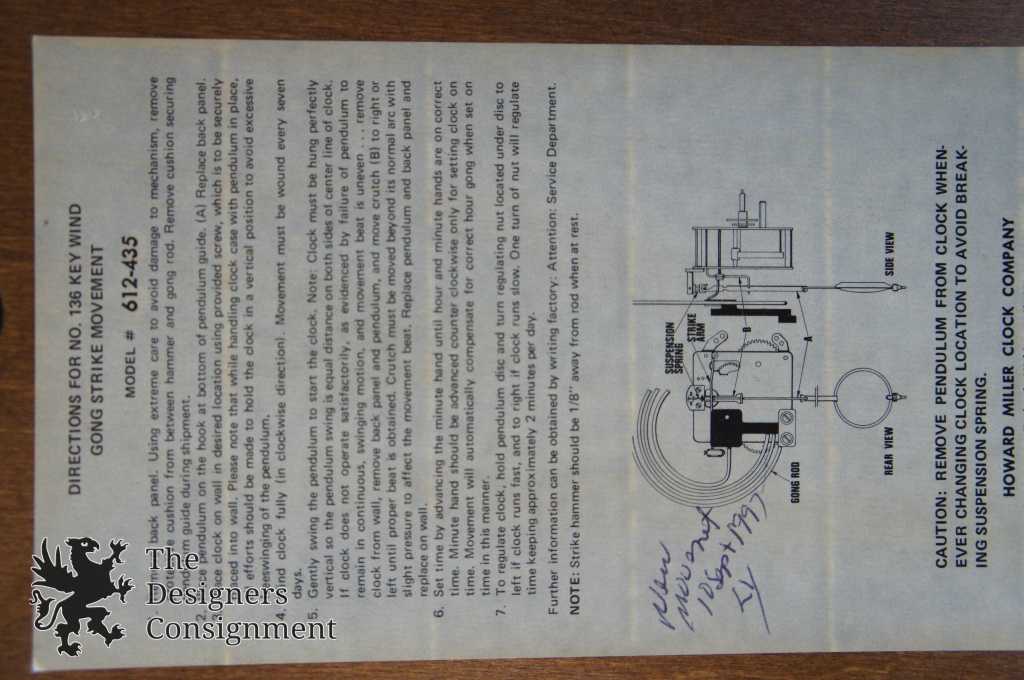 DIRECTIONS FOR NO. 136 KEY WIND
GONG STRIKE MOVEMENT
MODEL # 612-435
back panel. Using extreme care to avoid damage to mechanism, remove
cushion from between hammer and gong rod. Remove cushion securing
guide during shipment.
2. pendulum on the hook at bottom of pendulum guide. (A) Replace back panel.
3. clock on wall in desired location using provided screw, which is to be securely
into wall. Please note that while handling clock case with pendulum in place,
efforts should be made to hold the clock in a vertical position to avoid excessive
of the pendulum.
4. clock fully (in clockwise direction). Movement must be wound every seven
days.
5. Gently swing the pendulum to start the clock. Note: Clock must be hung perfectly
vertical so the pendulum swing is equal distance on both sides of center line of clock.
If clock does not operate satisfactorily, as evidenced by failure of pendulum to
remain in continuous, swinging motion, and movement beat is uneven . . . remove
clock from wall, remove back panel and pendulum, and move crutch (B) to right or
left until proper beat is obtained. Crutch must be moved beyond its normal arc with
slight pressure to affect the movement beat. Replace pendulum and back panel and
replace on wall.
6. Set time by advancing the minute hand until hour and minute hands are on correct
time. Minute hand should be advanced counter clockwise only for setting clock on
time. Movement will automatically compensate for correct hour gong when set on
time in this manner.
7. To regulate clock, hold pendulum disc and turn regulating nut located under disc to
left if clock runs fast, and to right if clock runs slow. One turn of nut will regulate
time keeping approximately 2 minutes per day.
Further information can be obtained by writing factory: Attention: Service Department.
NOTE: Strike hammer should be 1/8" away from rod when at rest.
SUSPENSION
SPRING
STRIKE
ARM
B
A
GONG ROD
REAR VIEW
SIDE VIEW
New
Movement
10 Sept 1997
CAUTION: REMOVE PENDULUM FROM CLOCK WHEN-
EVER CHANGING CLOCK LOCATION TO AVOID BREAK-
ING SUSPENSION SPRING.
HOWARD MILLER CLOCK COMPANY
The
Designers
Consignment